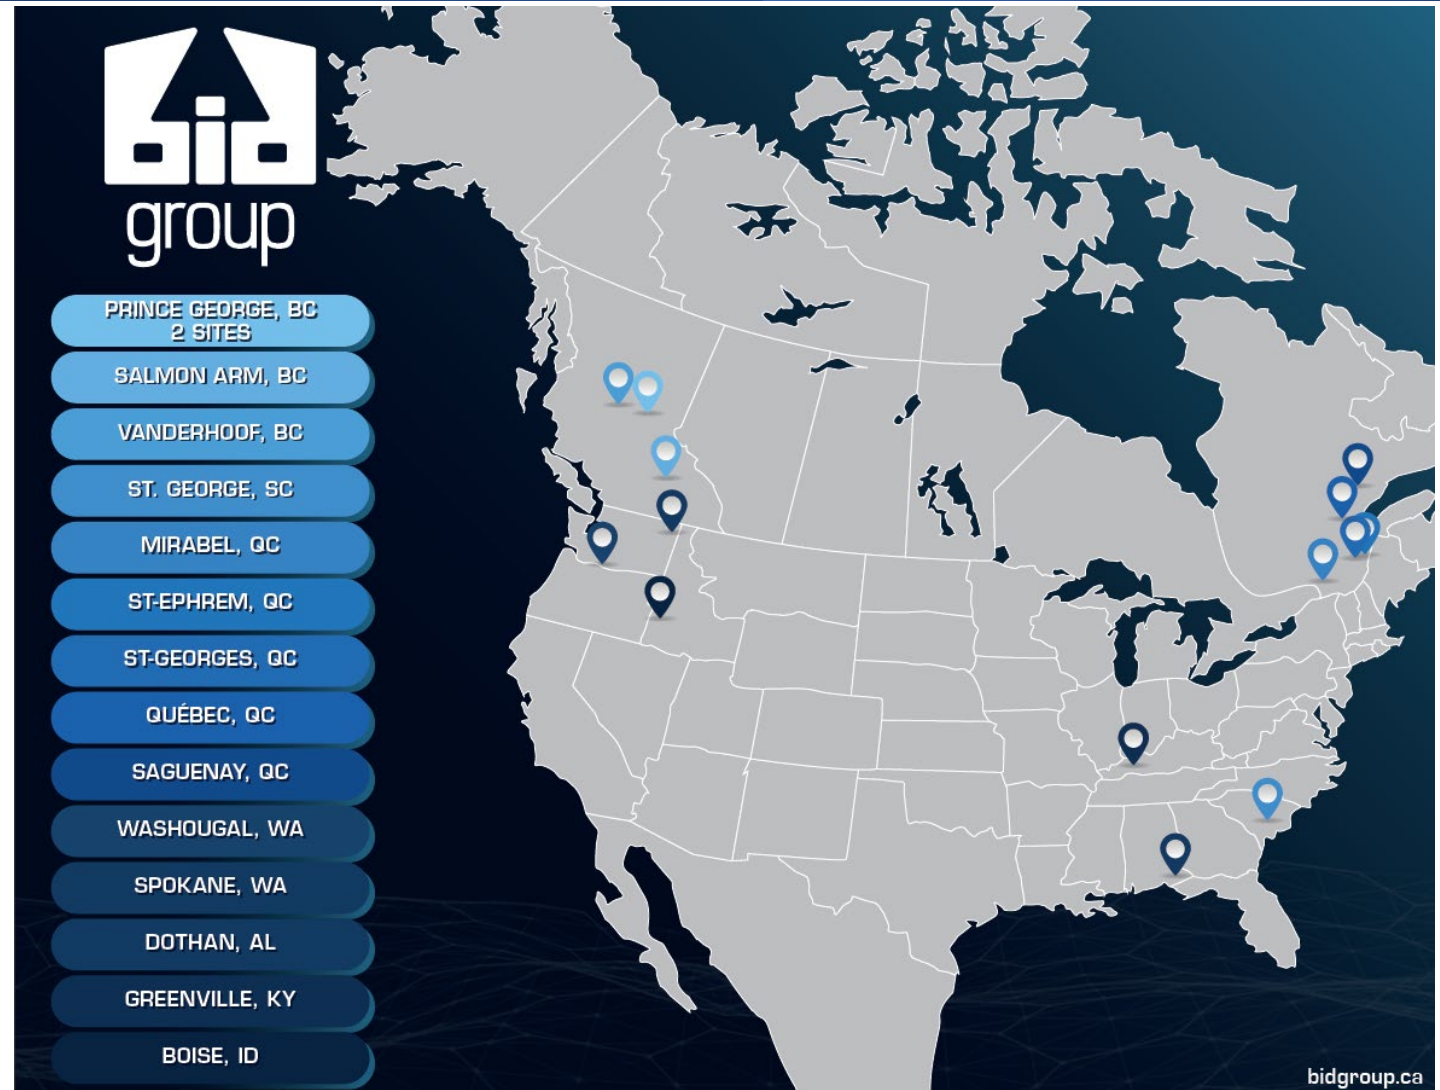 bid
group
PRINCE GEORGE, BC
2 SITES
SALMON ARM, BC
VANDERHOOF, BC
ST. GEORGE, SC
MIRABEL, QC
ST-EPHREM, QC
ST-GEORGES, QC
QUÉBEC, QC
SAGUENAY, QC
WASHOUGAL, WA
SPOKANE, WA
DOTHAN, AL
GREENVILLE, KY
BOISE, ID
bidgroup.ca